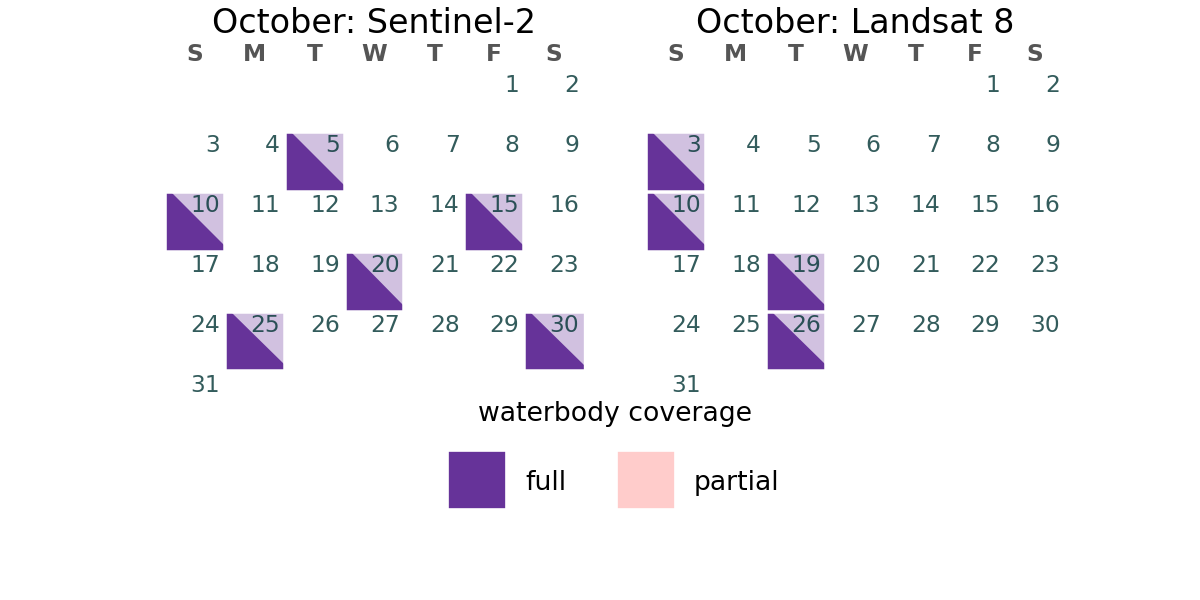 October: Sentinel-2
S M T W T F S
1 2
3 4 5 6 7 8 9
10 11 12 13 14 15 16
17 18 19 20 21 22 23
24 25 26 27 28 29 30
31
October: Landsat 8
S M T W T F S
1 2
3 4 5 6 7 8 9
10 11 12 13 14 15 16
17 18 19 20 21 22 23
24 25 26 27 28 29 30
31
waterbody coverage
full partial